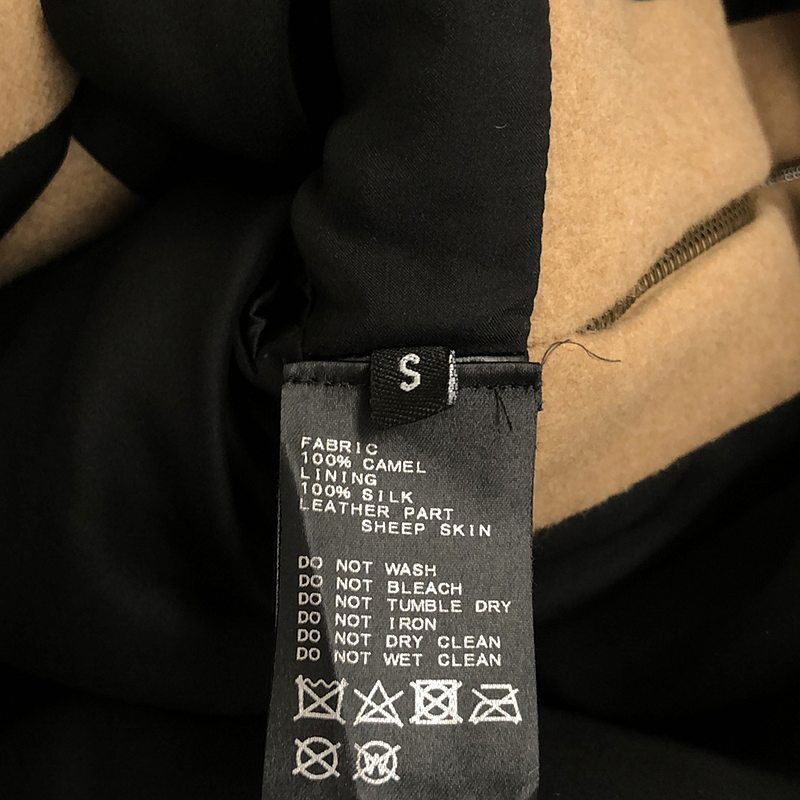 S
FABRIC
100% CAMEL
LINING
100% SILK
LEATHER PART
SHEEP SKIN
DO NOT WASH
DO NOT BLEACH
DO NOT TUMBLE DRY
DO NOT IRON
DO NOT DRY CLEAN
DO NOT WET CLEAN
W